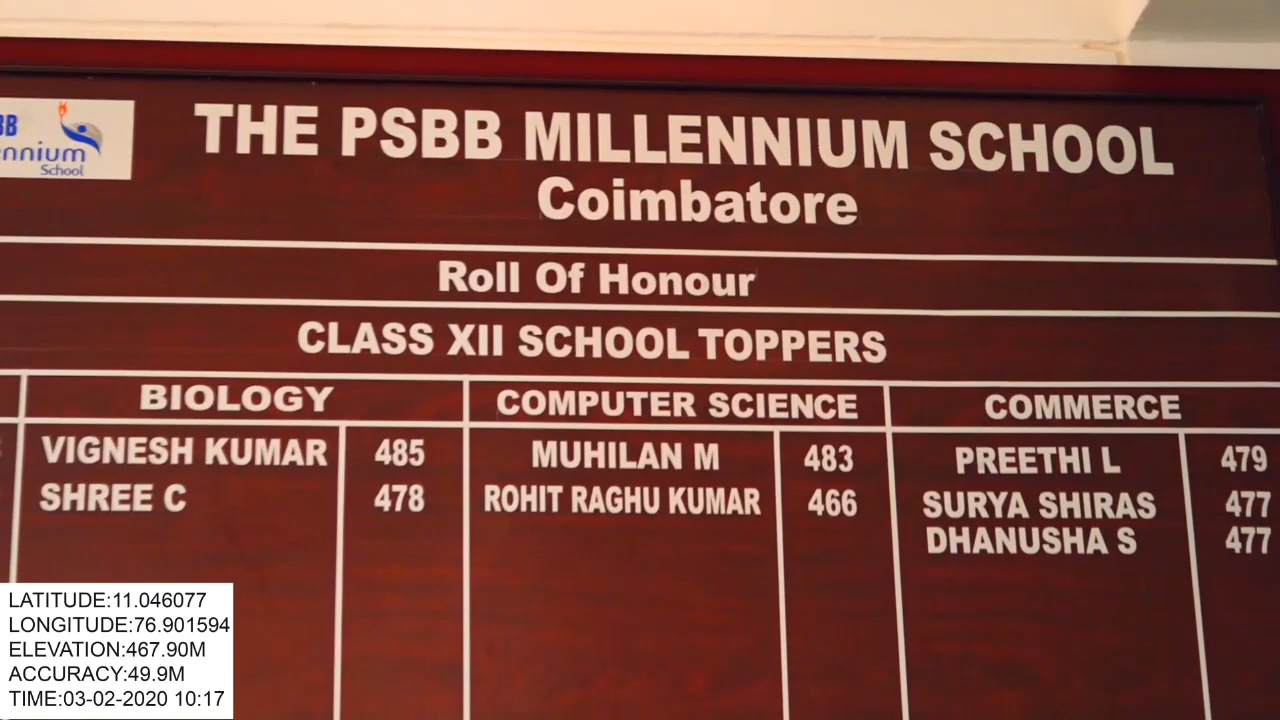 BB
nnium
School
THE PSBB MILLENNIUM SCHOOL
Coimbatore
Roll Of Honour
CLASS XII SCHOOL TOPPERS
BIOLOGY COMPUTER SCIENCE COMMERCE
VIGNESH KUMAR 485 MUHILAN M 483 PREETHI L 479
SHREE C 478 ROHIT RAGHU KUMAR 466 SURYA SHIRAS 477
DHANUSHA S 477
LATITUDE:11.046077
LONGITUDE:76.901594
ELEVATION:467.90M
ACCURACY:49.9M
TIME:03-02-2020 10:17